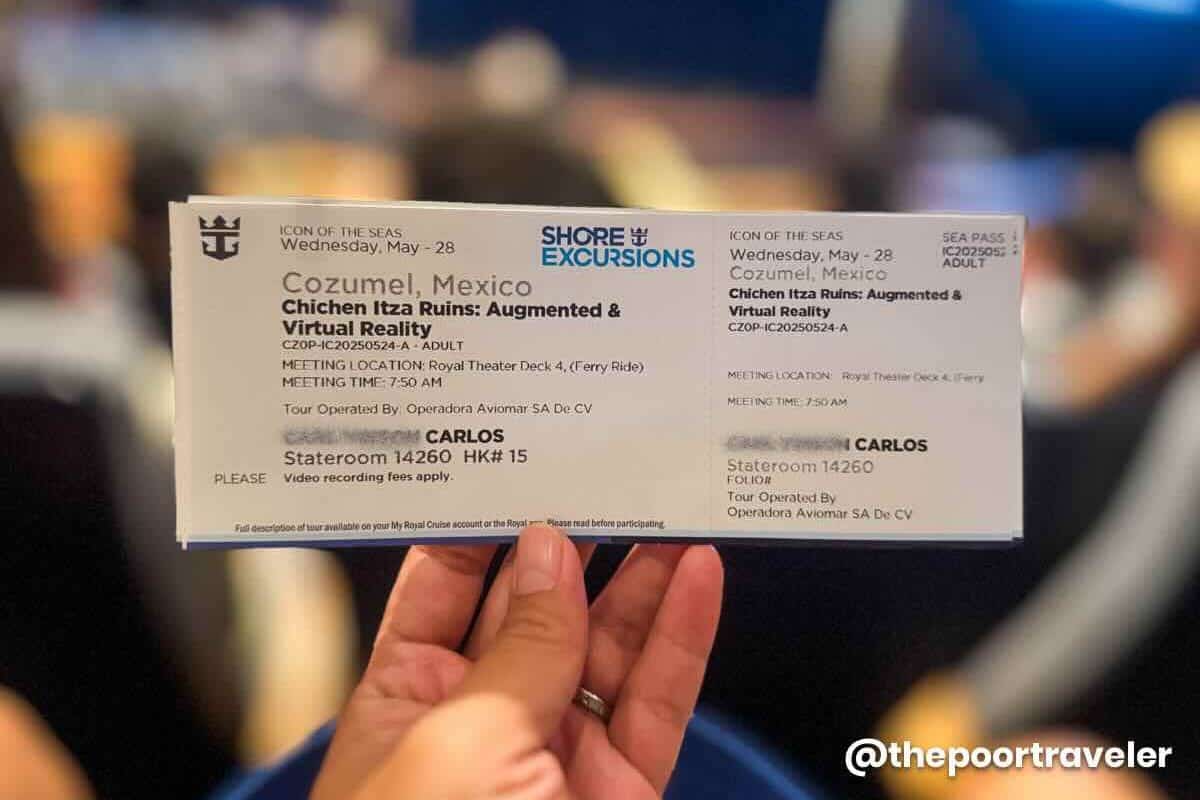 ICON OF THE SEAS
Wednesday, May - 28
SHORE
EXCURSIONS
Cozumel, Mexico
Chichen Itza Ruins: Augmented &
Virtual Reality
CZ0P-IC20250524-A - ADULT
MEETING LOCATION: Royal Theater Deck 4, (Ferry Ride)
MEETING TIME: 7:50 AM
Tour Operated By: Operadora Aviomar SA De CV
CARLOS
Stateroom 14260 HK# 15
PLEASE Video recording fees apply.
Full description of tour available on your My Royal Cruise account or the Royal Please read before participating.
ICON OF THE SEAS
Wednesday, May - 28
Cozumel, Mexico
SEA PASS
ADULT
Chichen Itza Ruins: Augmented &
Virtual Reality
CZ0P-IC20250524-A
MEETING LOCATION: Royal Theater Deck 4, (Ferry
MEETING TIME: 7:50 AM
CARLOS
Stateroom 14260
FOLIO#
Tour Operated By
Operadora Aviomar SA De CV
@thepoortraveler